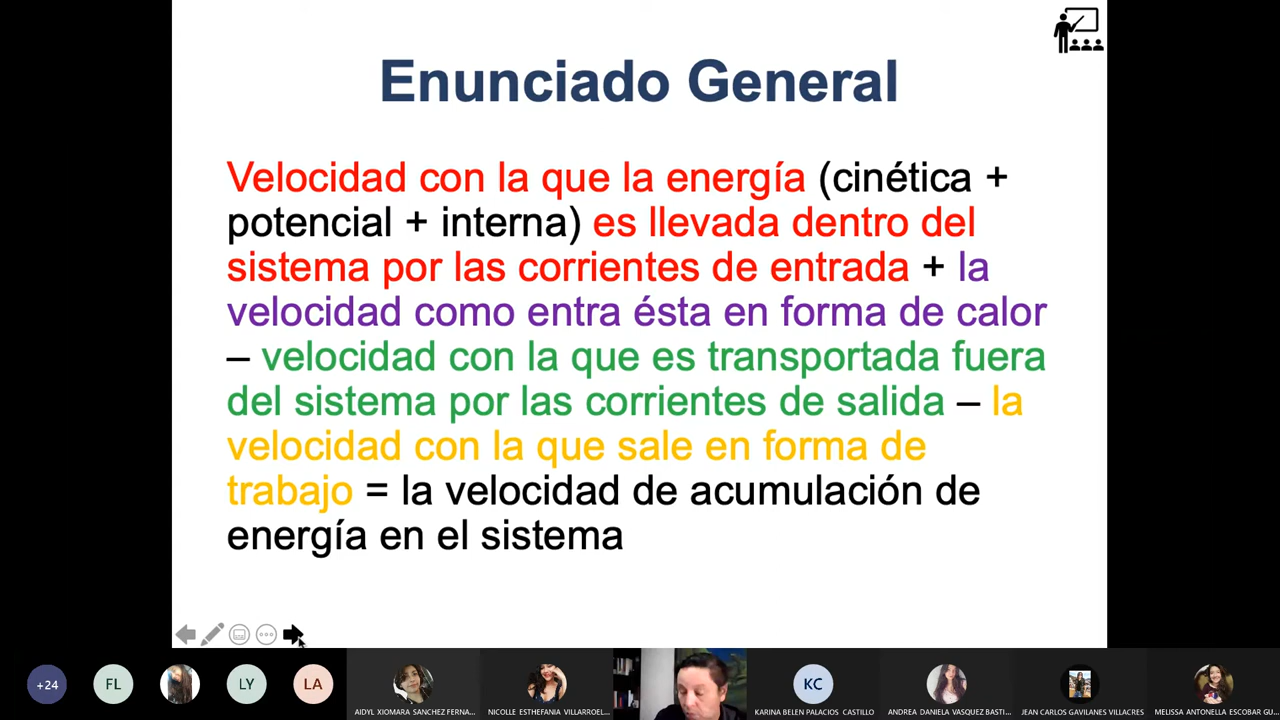 Enunciado General
Velocidad con la que la energía (cinética +
potencial + interna) es llevada dentro del
sistema por las corrientes de entrada + la
velocidad como entra ésta en forma de calor
– velocidad con la que es transportada fuera
del sistema por las corrientes de salida – la
velocidad con la que sale en forma de
trabajo = la velocidad de acumulación de
energía en el sistema
+24
FL
LY
LA
KC
AIDYL XIOMARA SANCHEZ FERNA...
NICOLLE ESTHEFANIA VILLARROEL...
KARINA BELEN PALACIOS CASTILLO
ANDREA DANIELA VASQUEZ BASTI...
JEAN CARLOS GAVILANES VILLACRES
MELISSA ANTONELLA ESCOBAR GU...